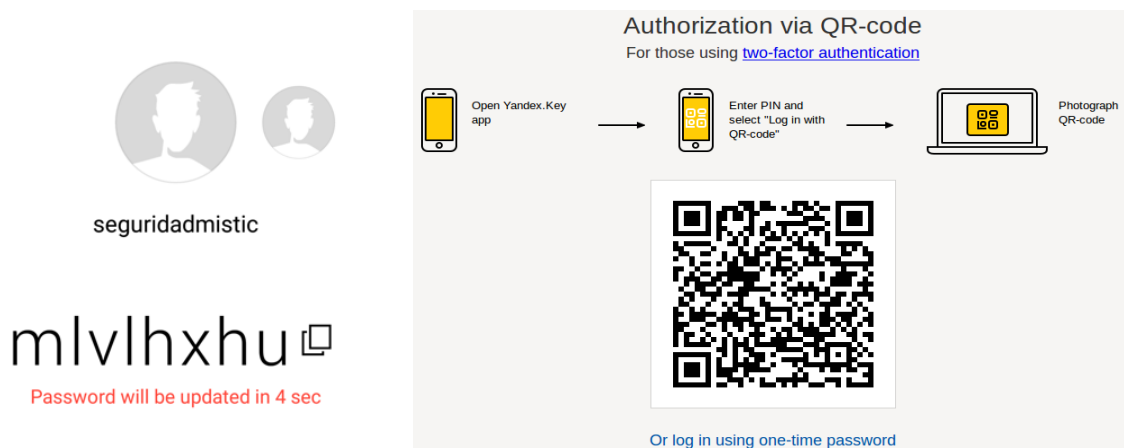 seguridadmistic
mlvlhxhu
Password will be updated in 4 sec
Authorization via QR-code
For those using two-factor authentication
Open Yandex.Key
app
Enter PIN and
select "Log in with
QR-code"
Photograph
QR-code
Or log in using one-time password